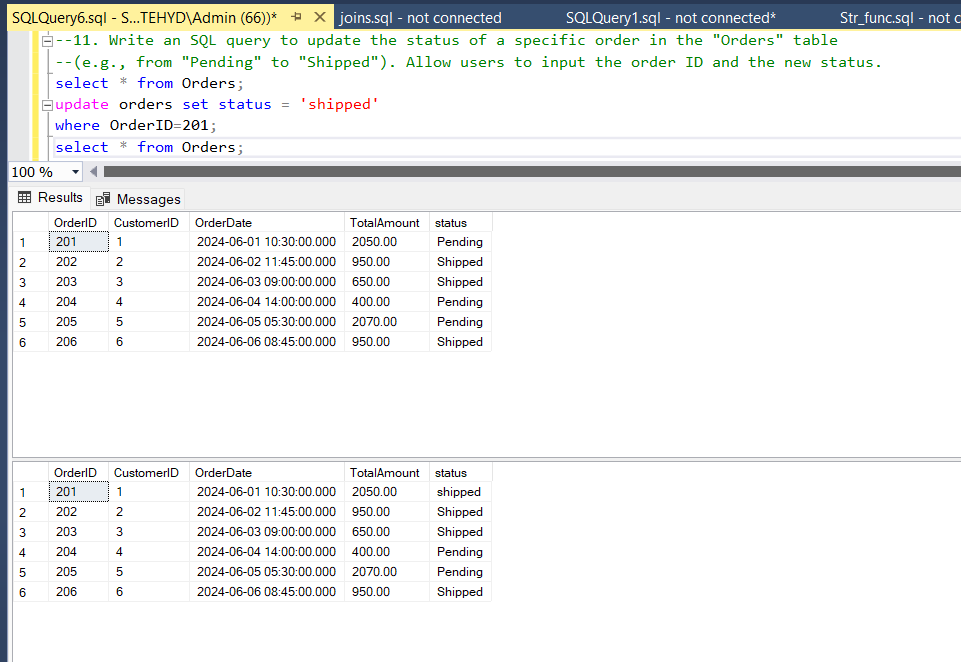 SQLQuery6.sql - S...TEHYD\Admin (66))* joins.sql - not connected SQLQuery1.sql - not connected* Str_func.sql - not c
--11. Write an SQL query to update the status of a specific order in the "Orders" table
--(e.g., from "Pending" to "Shipped"). Allow users to input the order ID and the new status.
select * from Orders;
update orders set status = 'shipped'
where OrderID=201;
select * from Orders;
100 %
Results Messages
OrderID CustomerID OrderDate TotalAmount status
1 201 1 2024-06-01 10:30:00.000 2050.00 Pending
2 202 2 2024-06-02 11:45:00.000 950.00 Shipped
3 203 3 2024-06-03 09:00:00.000 650.00 Shipped
4 204 4 2024-06-04 14:00:00.000 400.00 Pending
5 205 5 2024-06-05 05:30:00.000 2070.00 Pending
6 206 6 2024-06-06 08:45:00.000 950.00 Shipped
OrderID CustomerID OrderDate TotalAmount status
1 201 1 2024-06-01 10:30:00.000 2050.00 shipped
2 202 2 2024-06-02 11:45:00.000 950.00 Shipped
3 203 3 2024-06-03 09:00:00.000 650.00 Shipped
4 204 4 2024-06-04 14:00:00.000 400.00 Pending
5 205 5 2024-06-05 05:30:00.000 2070.00 Pending
6 206 6 2024-06-06 08:45:00.000 950.00 Shipped